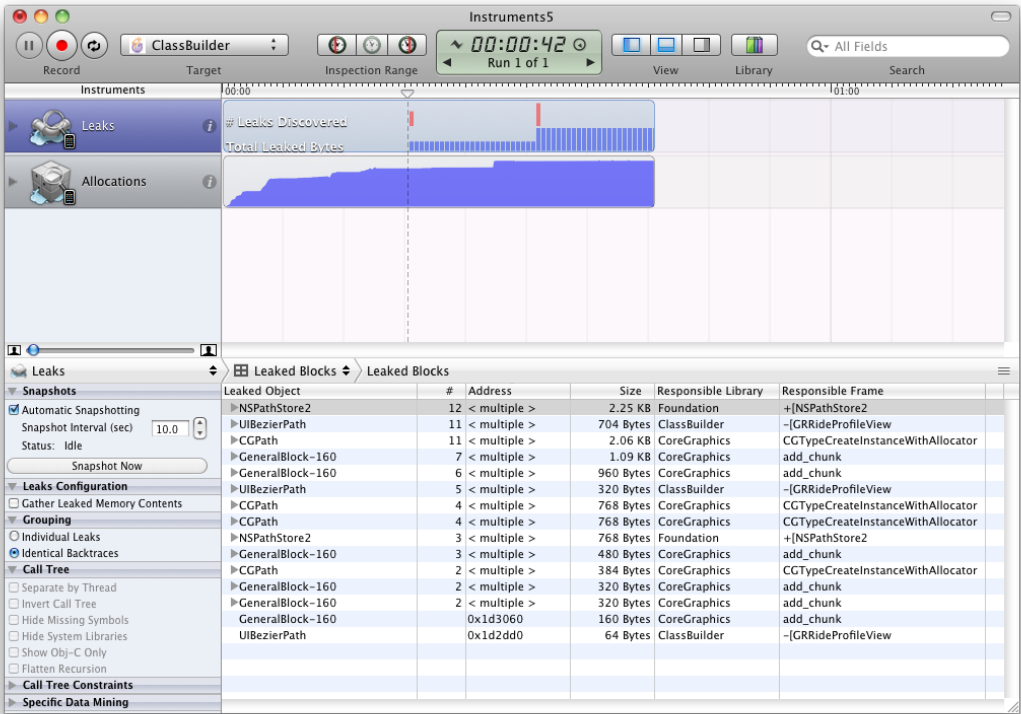 Instruments5
ClassBuilder
00:00:42
Run 1 of 1
All Fields
Record Target Inspection Range View Library Search
Instruments 00:00 01:00
Leaks
# Leaks Discovered
Total Leaked Bytes
Allocations
Leaks Leaked Blocks Leaked Blocks
Snapshots
Automatic Snapshotting
Snapshot Interval (sec) 10.0
Status: Idle
Snapshot Now
Leaks Configuration
Gather Leaked Memory Contents
Grouping
Individual Leaks
Identical Backtraces
Call Tree
Separate by Thread
Invert Call Tree
Hide Missing Symbols
Hide System Libraries
Show Obj-C Only
Flatten Recursion
Call Tree Constraints
Specific Data Mining
Leaked Object # Address Size Responsible Library Responsible Frame
NSPathStore2 12 < multiple > 2.25 KB Foundation +[NSPathStore2
UIBezierPath 11 < multiple > 704 Bytes ClassBuilder -[GRRideProfileView
CGPath 11 < multiple > 2.06 KB CoreGraphics CGTypeCreateInstanceWithAllocator
GeneralBlock-160 7 < multiple > 1.09 KB CoreGraphics add_chunk
GeneralBlock-160 6 < multiple > 960 Bytes CoreGraphics add_chunk
UIBezierPath 5 < multiple > 320 Bytes ClassBuilder -[GRRideProfileView
CGPath 4 < multiple > 768 Bytes CoreGraphics CGTypeCreateInstanceWithAllocator
CGPath 4 < multiple > 768 Bytes CoreGraphics CGTypeCreateInstanceWithAllocator
NSPathStore2 3 < multiple > 768 Bytes Foundation +[NSPathStore2
GeneralBlock-160 3 < multiple > 480 Bytes CoreGraphics add_chunk
CGPath 2 < multiple > 384 Bytes CoreGraphics CGTypeCreateInstanceWithAllocator
GeneralBlock-160 2 < multiple > 320 Bytes CoreGraphics add_chunk
GeneralBlock-160 2 < multiple > 320 Bytes CoreGraphics add_chunk
GeneralBlock-160 0x1d3060 160 Bytes CoreGraphics add_chunk
UIBezierPath 0x1d2dd0 64 Bytes ClassBuilder -[GRRideProfileView